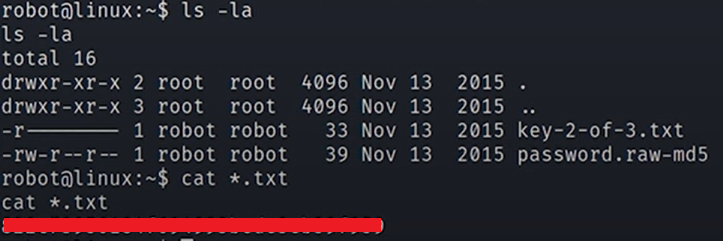 robot@linux:~$ ls -la
ls -la
total 16
drwxr-xr-x 2 root  root  4096 Nov 13  2015 .
drwxr-xr-x 3 root  root  4096 Nov 13  2015 ..
-r-------- 1 robot robot   33 Nov 13  2015 key-2-of-3.txt
-rw-r--r-- 1 robot robot   39 Nov 13  2015 password.raw-md5
robot@linux:~$ cat *.txt
cat *.txt